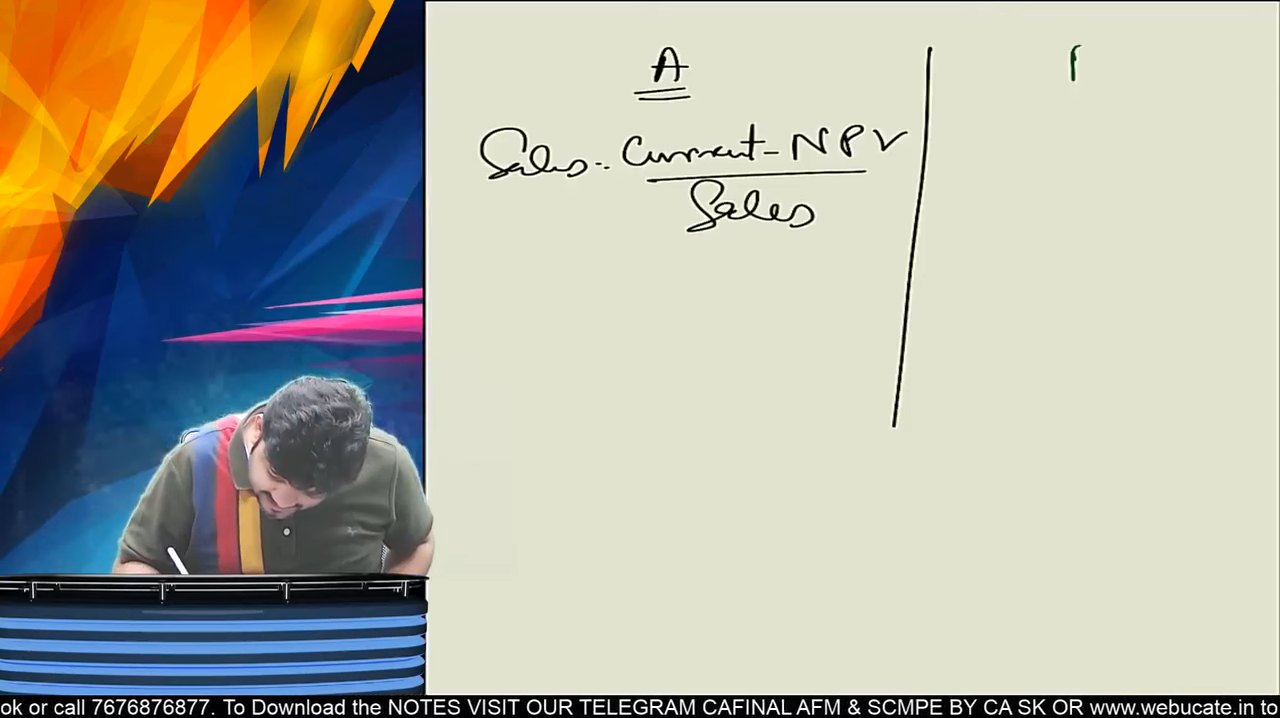 A
Sales = Current - NPV
Sales
ok or call 7676876877. To Download the NOTES VISIT OUR TELEGRAM CAFINAL AFM & SCMPE BY CA SK OR www.webucate.in to